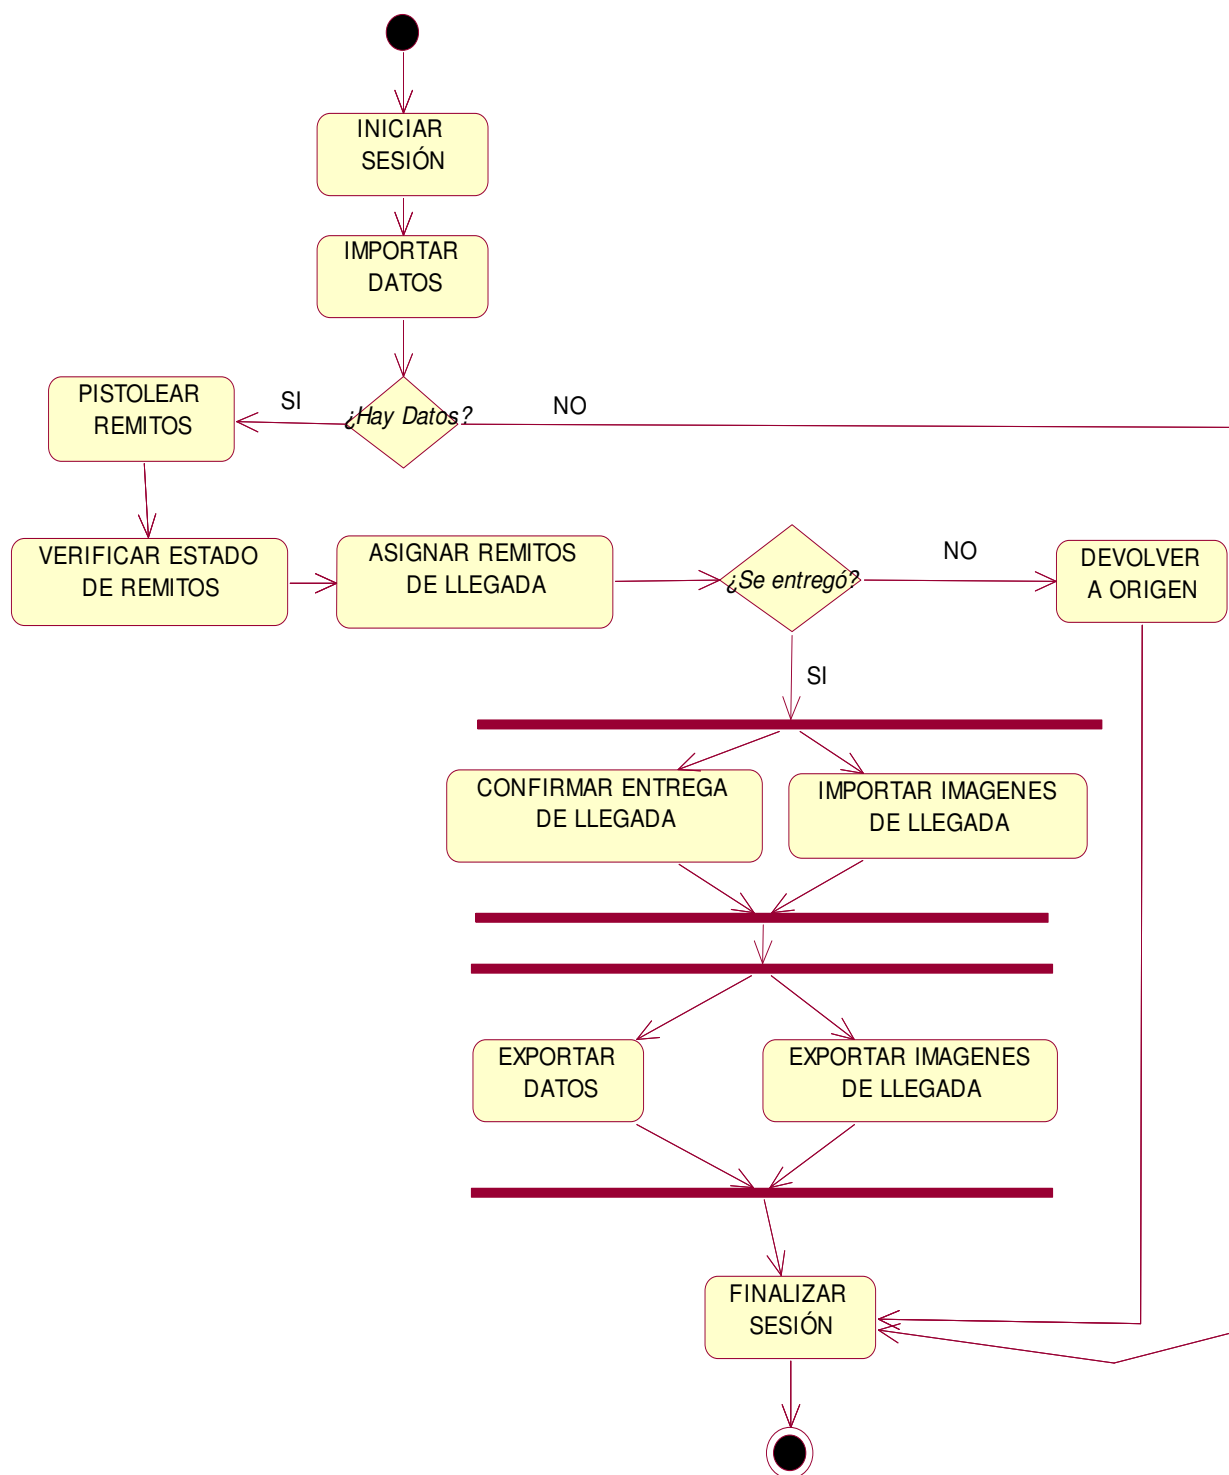 INICIAR
SESIÓN
IMPORTAR
DATOS
¿Hay Datos?
SI
NO
PISTOLEAR
REMITOS
VERIFICAR ESTADO
DE REMITOS
ASIGNAR REMITOS
DE LLEGADA
¿Se entregó?
NO
DEVOLVER
A ORIGEN
SI
CONFIRMAR ENTREGA
DE LLEGADA
IMPORTAR IMAGENES
DE LLEGADA
EXPORTAR
DATOS
EXPORTAR IMAGENES
DE LLEGADA
FINALIZAR
SESIÓN